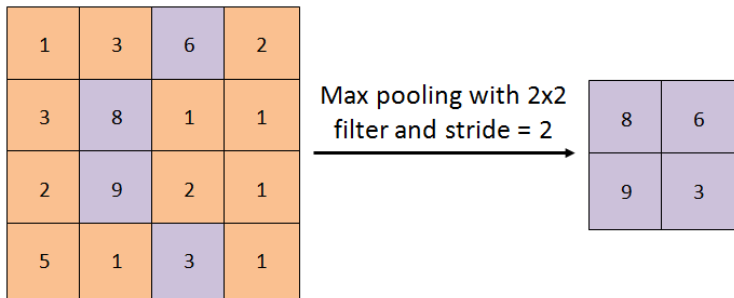 1 3 6 2
3 8 1 1
2 9 2 1
5 1 3 1
Max pooling with 2x2
filter and stride = 2
8 6
9 3